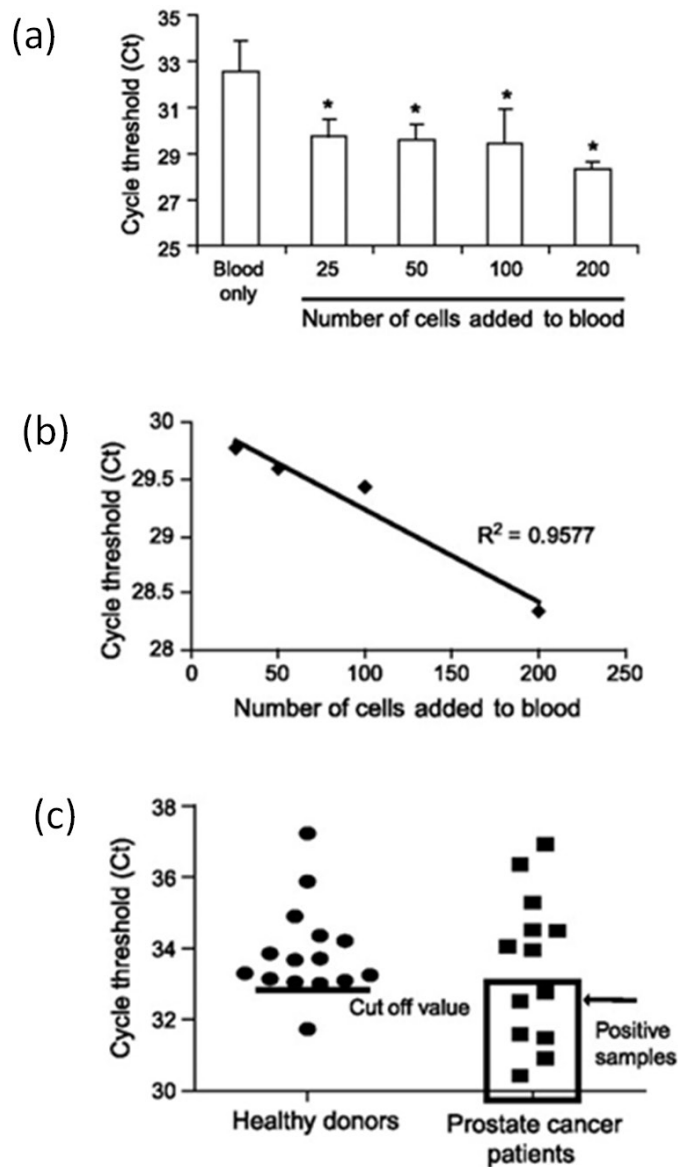 (a)
Cycle threshold (Ct)
35
33
31
29
27
25
* * * *
Blood only
25 50 100 200
Number of cells added to blood
(b)
Cycle threshold (Ct)
30
29.5
29
28.5
28
R² = 0.9577
0 50 100 150 200 250
Number of cells added to blood
(c)
Cycle threshold (Ct)
38
36
34
32
30
Cut off value
Positive
samples
Healthy donors
Prostate cancer
patients